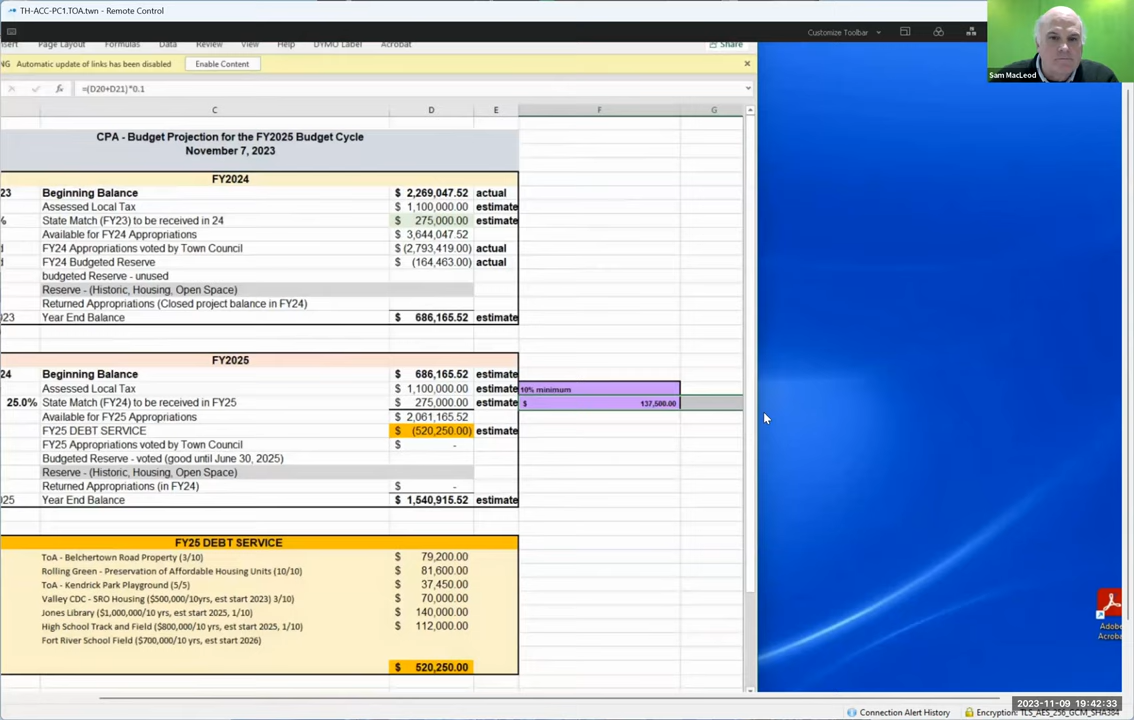 TH-ACC-PC1.TOA.twn - Remote Control
Customize Toolbar
Sam MacLeod
Page Layout Formulas Data Review View Help DYMO Label Acrobat Share
Automatic update of links has been disabled Enable Content
fx =(D20+D21)*0.1
C D E F G
CPA - Budget Projection for the FY2025 Budget Cycle
November 7, 2023
FY2024
23 Beginning Balance $ 2,269,047.52 actual
Assessed Local Tax $ 1,100,000.00 estimate
% State Match (FY23) to be received in 24 $ 275,000.00 estimate
Available for FY24 Appropriations $ 3,644,047.52
FY24 Appropriations voted by Town Council $ (2,793,419.00) actual
FY24 Budgeted Reserve $ (164,463.00) actual
budgeted Reserve - unused
Reserve - (Historic, Housing, Open Space)
Returned Appropriations (Closed project balance in FY24)
023 Year End Balance $ 686,165.52 estimate
FY2025
24 Beginning Balance $ 686,165.52 estimate
Assessed Local Tax $ 1,100,000.00 estimate 10% minimum
25.0% State Match (FY24) to be received in FY25 $ 275,000.00 estimate $ 137,500.00
Available for FY25 Appropriations $ 2,061,165.52
FY25 DEBT SERVICE $ (520,250.00) estimate
FY25 Appropriations voted by Town Council $ -
Budgeted Reserve - voted (good until June 30, 2025)
Reserve - (Historic, Housing, Open Space)
Returned Appropriations (in FY24) $ -
025 Year End Balance $ 1,540,915.52 estimate
FY25 DEBT SERVICE
ToA - Belchertown Road Property (3/10) $ 79,200.00
Rolling Green - Preservation of Affordable Housing Units (10/10) $ 81,600.00
ToA - Kendrick Park Playground (5/5) $ 37,450.00
Valley CDC - SRO Housing ($500,000/10 yrs, est start 2023) 3/10) $ 70,000.00
Jones Library ($1,000,000/10 yrs, est start 2025, 1/10) $ 140,000.00
High School Track and Field ($800,000/10 yrs, est start 2025, 1/10) $ 112,000.00
Fort River School Field ($700,000/10 yrs, est start 2026)
$ 520,250.00
Adobe
Acroba
2023-11-09 19:42:33
Connection Alert History Encryption: TLS_AES_256_GCM_SHA384